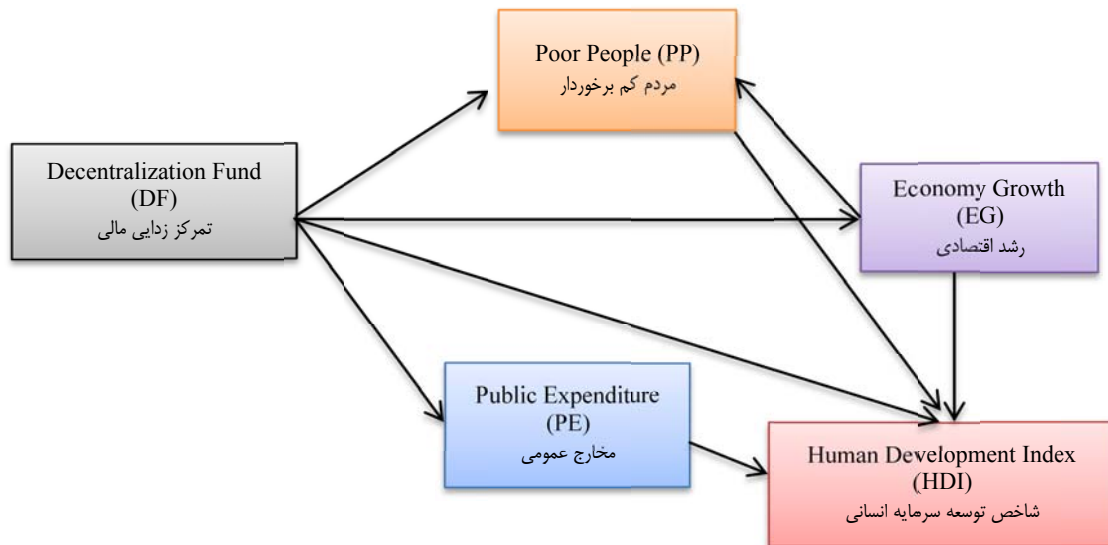 Poor People (PP)
مردم کم برخوردار
Decentralization Fund
(DF)
تمرکز زدایی مالی
Economy Growth
(EG)
رشد اقتصادی
Public Expenditure
(PE)
مخارج عمومی
Human Development Index
(HDI)
شاخص توسعه سرمایه انسانی